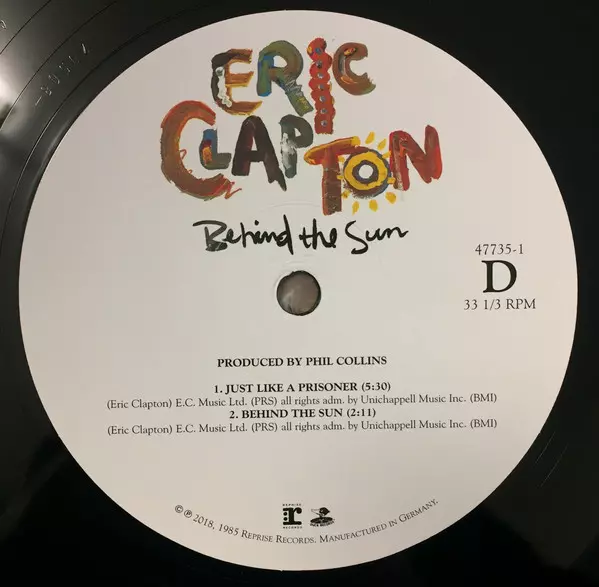 ERIC
CLAPTON
Behind the Sun
47735-1
D
33 1/3 RPM
PRODUCED BY PHIL COLLINS
1. JUST LIKE A PRISONER (5:30)
(Eric Clapton) E.C. Music Ltd. (PRS) all rights adm. by Unichappell Music Inc. (BMI)
2. BEHIND THE SUN (2:11)
(Eric Clapton) E.C. Music Ltd. (PRS) all rights adm. by Unichappell Music Inc. (BMI)
r
REPRISE
RECORDS
©℗ 2018, 1985 REPRISE RECORDS. MANUFACTURED IN GERMANY.